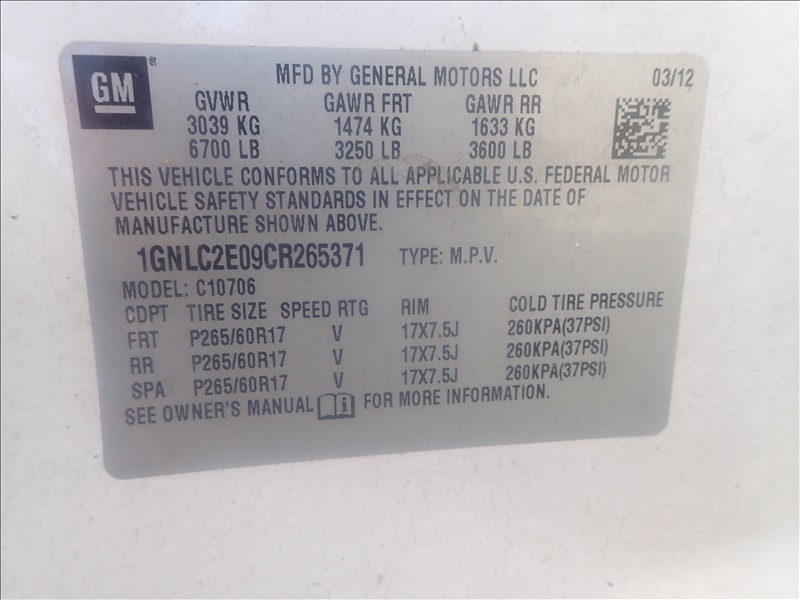 GM ®
MFD BY GENERAL MOTORS LLC 03/12
GVWR GAWR FRT GAWR RR
3039 KG 1474 KG 1633 KG
6700 LB 3250 LB 3600 LB
THIS VEHICLE CONFORMS TO ALL APPLICABLE U.S. FEDERAL MOTOR
VEHICLE SAFETY STANDARDS IN EFFECT ON THE DATE OF
MANUFACTURE SHOWN ABOVE.
1GNLC2E09CR265371 TYPE: M.P.V.
MODEL: C10706
CDPT TIRE SIZE SPEED RTG RIM COLD TIRE PRESSURE
FRT P265/60R17 V 17X7.5J 260KPA(37PSI)
RR P265/60R17 V 17X7.5J 260KPA(37PSI)
SPA P265/60R17 V 17X7.5J 260KPA(37PSI)
SEE OWNER'S MANUAL i FOR MORE INFORMATION.